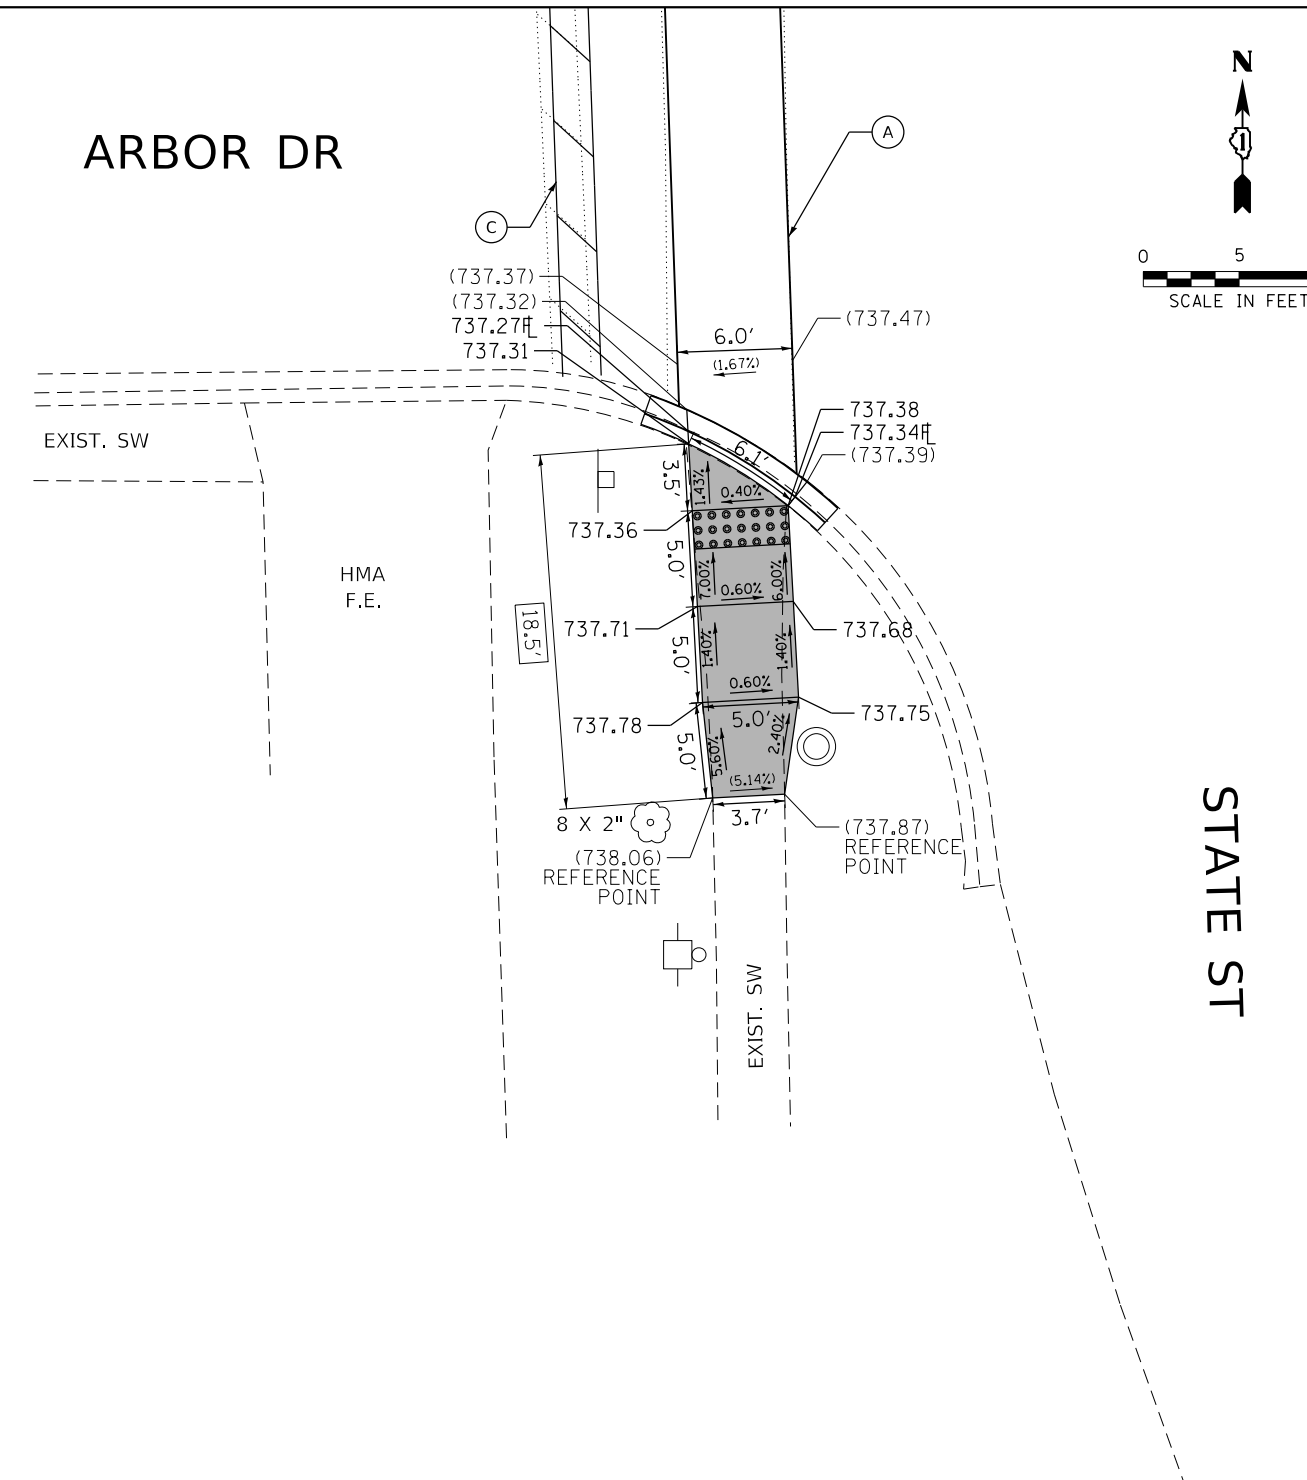 N
ARBOR DR
A
C
0 5
SCALE IN FEET
(737.37)
(737.32)
737.27FL
737.31
6.0'
(1.67%)
(737.47)
737.38
737.34FL
(737.39)
6.1'
EXIST. SW
3.5'
1.43%
0.40%
737.36
5.0'
7.00%
6.00%
0.60%
HMA
F.E.
18.5'
737.71
737.68
5.0'
1.40%
1.40%
0.60%
737.78
737.75
5.0'
5.0'
5.60%
2.40%
(5.14%)
3.7'
8 X 2"
(738.06)
REFERENCE
POINT
(737.87)
REFERENCE
POINT
EXIST. SW
STATE ST